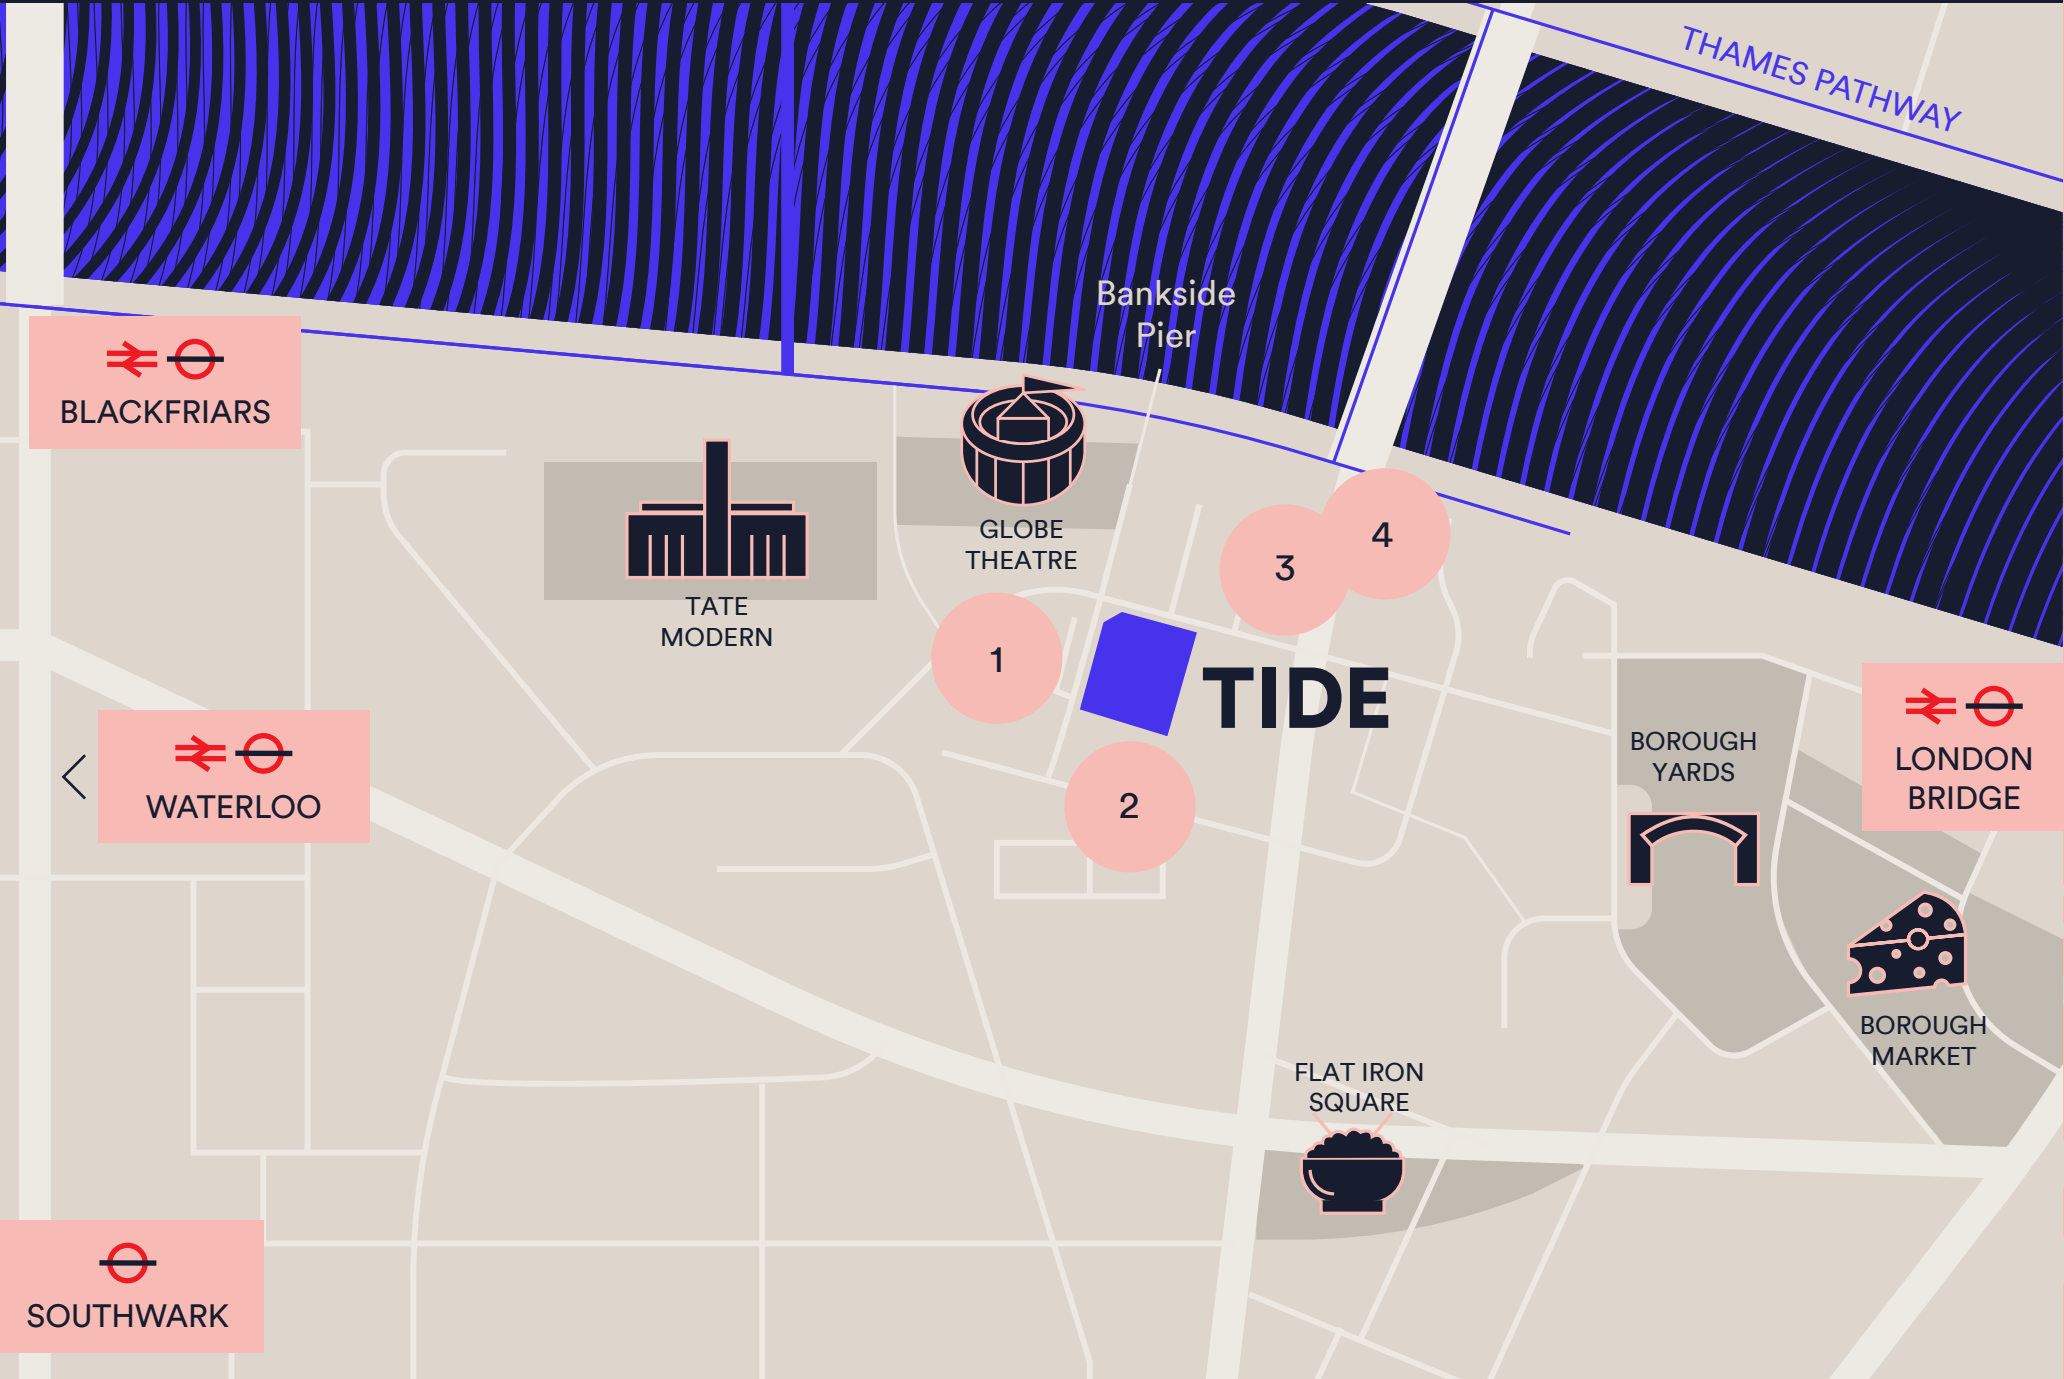 THAMES PATHWAY
Bankside
Pier
BLACKFRIARS
GLOBE
THEATRE
TATE
MODERN
1
2
3
4
TIDE
WATERLOO
BOROUGH
YARDS
LONDON
BRIDGE
BOROUGH
MARKET
FLAT IRON
SQUARE
SOUTHWARK